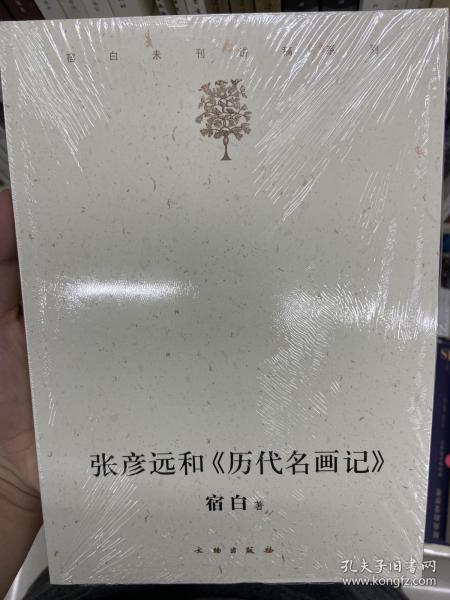 宿白未刊讲稿系列
张彦远和《历代名画记》
宿白 著
文物出版社
孔夫子旧书网
www.kongfz.com